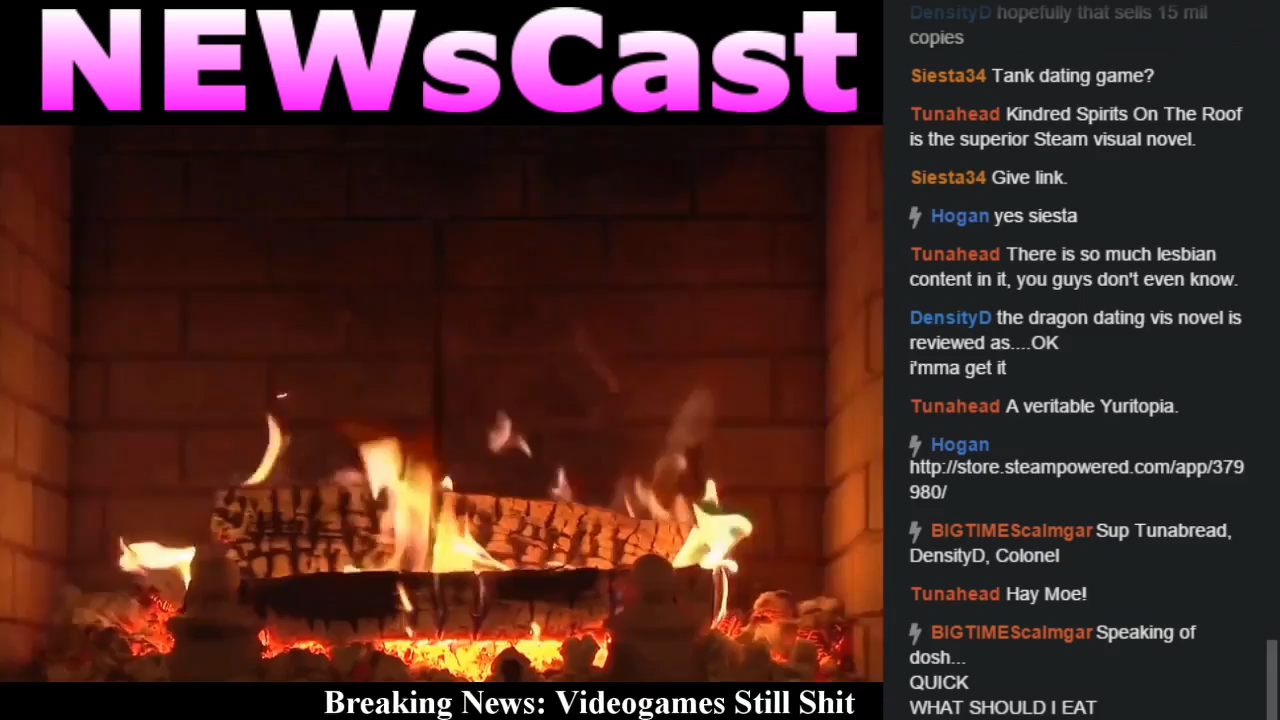 NEWsCast
DensityD hopefully that sells 15 mil
copies
Siesta34 Tank dating game?
Tunahead Kindred Spirits On The Roof
is the superior Steam visual novel.
Siesta34 Give link.
Hogan yes siesta
Tunahead There is so much lesbian
content in it, you guys don't even know.
DensityD the dragon dating vis novel is
reviewed as....OK
i'mma get it
Tunahead A veritable Yuritopia.
Hogan
http://store.steampowered.com/app/379
980/
BIGTIMEScalmgar Sup Tunabread,
DensityD, Colonel
Tunahead Hay Moe!
BIGTIMEScalmgar Speaking of
dosh...
QUICK
WHAT SHOULD I EAT
Breaking News: Videogames Still Shit